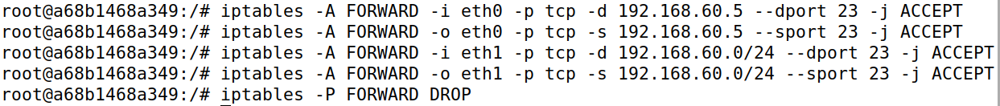 root@a68b1468a349:/# iptables -A FORWARD -i eth0 -p tcp -d 192.168.60.5 --dport 23 -j ACCEPT
root@a68b1468a349:/# iptables -A FORWARD -o eth0 -p tcp -s 192.168.60.5 --sport 23 -j ACCEPT
root@a68b1468a349:/# iptables -A FORWARD -i eth1 -p tcp -d 192.168.60.0/24 --dport 23 -j ACCEPT
root@a68b1468a349:/# iptables -A FORWARD -o eth1 -p tcp -s 192.168.60.0/24 --sport 23 -j ACCEPT
root@a68b1468a349:/# iptables -P FORWARD DROP